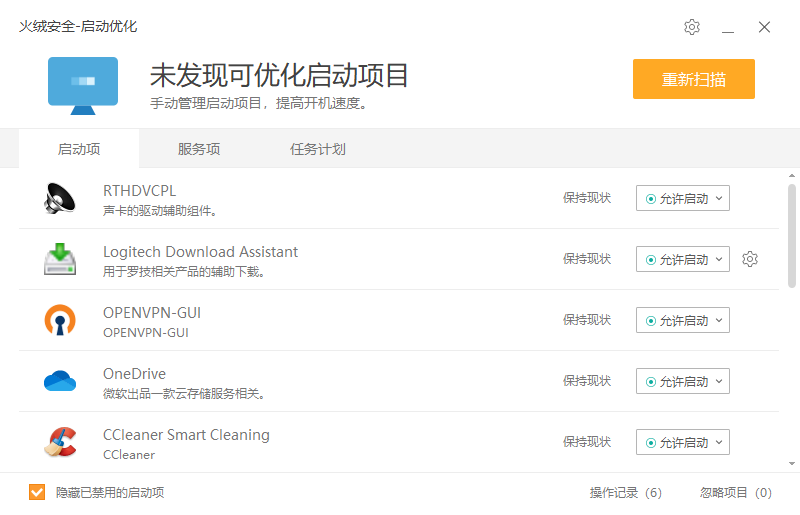 火绒安全-启动优化
未发现可优化启动项目
手动管理启动项目，提高开机速度。
重新扫描
启动项
服务项
任务计划
RTHDVCPL
声卡的驱动辅助组件。
保持现状
允许启动
Logitech Download Assistant
用于罗技相关产品的辅助下载。
保持现状
允许启动
OPENVPN-GUI
OPENVPN-GUI
保持现状
允许启动
OneDrive
微软出品一款云存储服务相关。
保持现状
允许启动
CCleaner Smart Cleaning
CCleaner
保持现状
允许启动
隐藏已禁用的启动项
操作记录（6）
忽略项目（0）